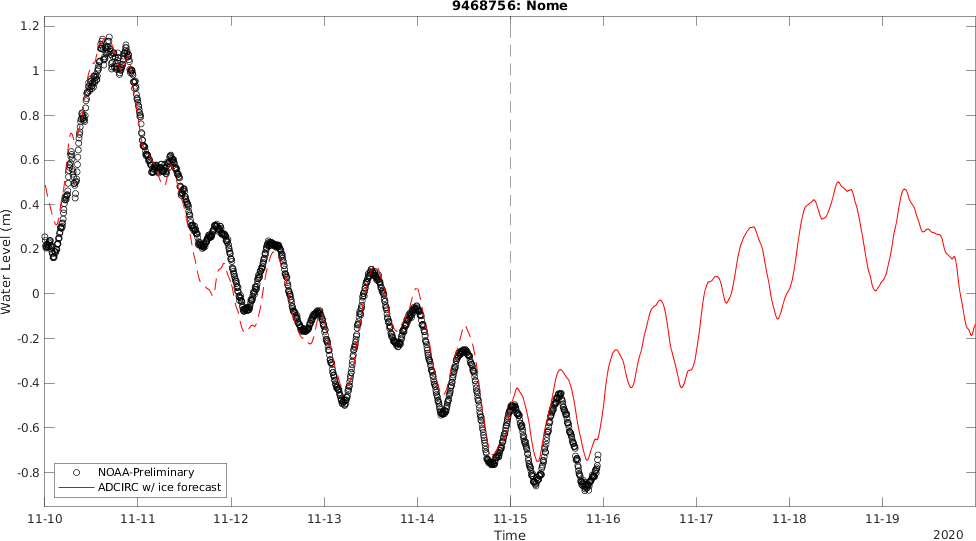 9468756: Nome
1.2
1
0.8
0.6
0.4
0.2
0
-0.2
-0.4
-0.6
-0.8
Water Level (m)
NOAA-Preliminary
ADCIRC w/ ice forecast
11-10 11-11 11-12 11-13 11-14 11-15 11-16 11-17 11-18 11-19
Time
2020